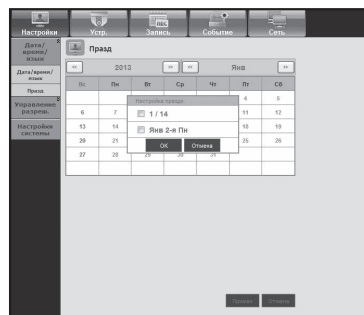 Настройки
Устр.
Запись
Событие
Сеть
Дата/
время/
язык
Дата/время/
язык
Празд
Управление
разреш.
Настройки
системы
Празд
<< 2013 >> << Янв >>
Вс Пн Вт Ср Чт Пт Сб
4 5
6 7 11 12
13 14 18 19
20 21 25 26
27 28 29 30 31
Настройка праздн.
1 / 14
Янв 2-я Пн
OK Отмена
Примен Отмена